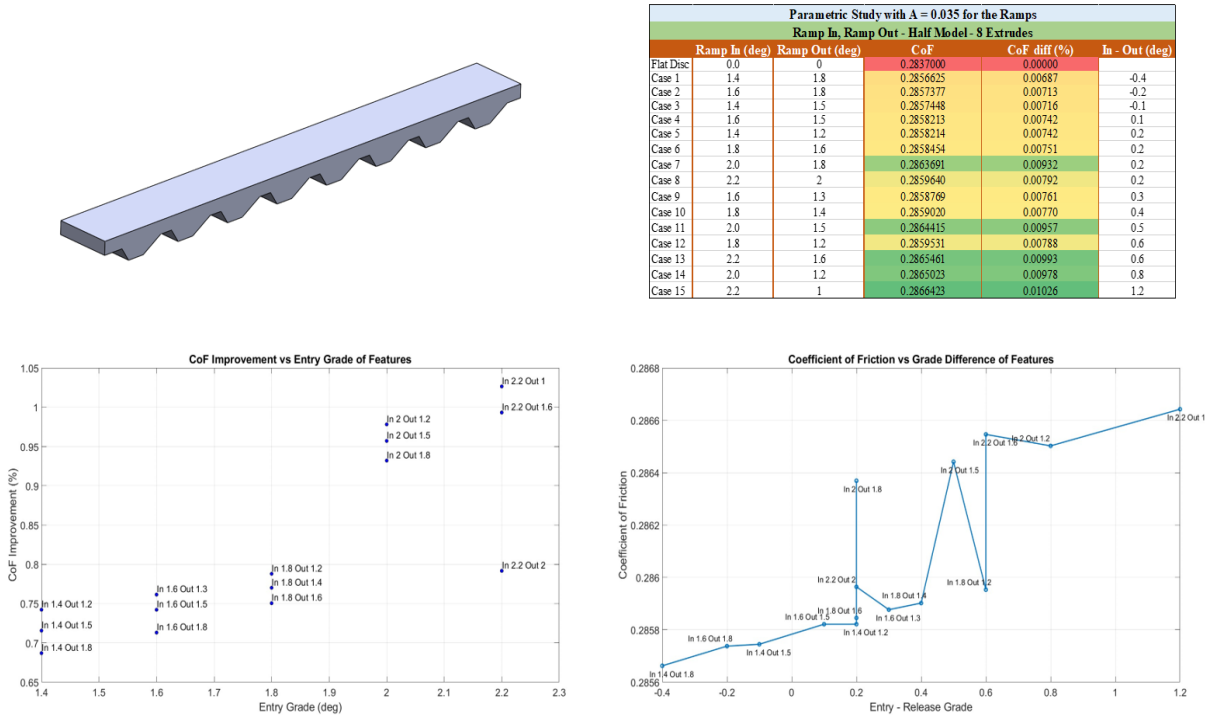 Parametric Study with A = 0.035 for the Ramps
Ramp In, Ramp Out - Half Model - 8 Extrudes
Ramp In (deg) Ramp Out (deg) CoF CoF diff (%) In - Out (deg)
Flat Disc 0.0 0 0.2837000 0.00000
Case 1 1.4 1.8 0.2856625 0.00687 -0.4
Case 2 1.6 1.8 0.2857377 0.00713 -0.2
Case 3 1.4 1.5 0.2857448 0.00716 -0.1
Case 4 1.6 1.5 0.2858213 0.00742 0.1
Case 5 1.4 1.2 0.2858214 0.00742 0.2
Case 6 1.8 1.6 0.2858454 0.00751 0.2
Case 7 2.0 1.8 0.2863691 0.00932 0.2
Case 8 2.2 2 0.2859640 0.00792 0.2
Case 9 1.6 1.3 0.2858769 0.00761 0.3
Case 10 1.8 1.4 0.2859020 0.00770 0.4
Case 11 2.0 1.5 0.2864415 0.00957 0.5
Case 12 1.8 1.2 0.2859531 0.00788 0.6
Case 13 2.2 1.6 0.2865461 0.00993 0.6
Case 14 2.0 1.2 0.2865023 0.00978 0.8
Case 15 2.2 1 0.2866423 0.01026 1.2
CoF Improvement vs Entry Grade of Features
1.05
In 2.2 Out 1
1
In 2.2 Out 1.6
In 2 Out 1.2
0.95
In 2 Out 1.5
In 2 Out 1.8
0.9
0.85
0.8
In 2.2 Out 2
In 1.8 Out 1.2
In 1.8 Out 1.4
In 1.6 Out 1.3
0.75
In 1.8 Out 1.6
In 1.4 Out 1.2
In 1.6 Out 1.5
In 1.4 Out 1.5
In 1.6 Out 1.8
0.7
In 1.4 Out 1.8
0.65
1.4 1.5 1.6 1.7 1.8 1.9 2 2.1 2.2 2.3
Entry Grade (deg)
CoF Improvement (%)
Coefficient of Friction vs Grade Difference of Features
0.2868
In 2.2 Out 1
0.2866
In 2.2 Out 1.6
In 2 Out 1.2
0.2864
In 2 Out 1.5
In 2 Out 1.8
0.2862
0.286
In 2.2 Out 2
In 1.8 Out 1.2
In 1.8 Out 1.4
In 1.8 Out 1.6
In 1.6 Out 1.5
In 1.6 Out 1.3
0.2858
In 1.4 Out 1.2
In 1.6 Out 1.8
In 1.4 Out 1.5
In 1.4 Out 1.8
0.2856
-0.4 -0.2 0 0.2 0.4 0.6 0.8 1 1.2
Entry - Release Grade
Coefficient of Friction